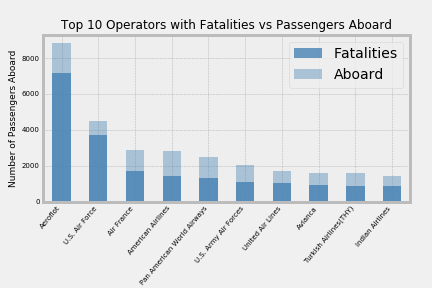 Top 10 Operators with Fatalities vs Passengers Aboard
Number of Passengers Aboard
8000
6000
4000
2000
0
Fatalities
Aboard
Aeroflot
U.S. Air Force
Air France
American Airlines
Pan American World Airways
U.S. Army Air Forces
United Air Lines
Avianca
Turkish Airlines(THY)
Indian Airlines